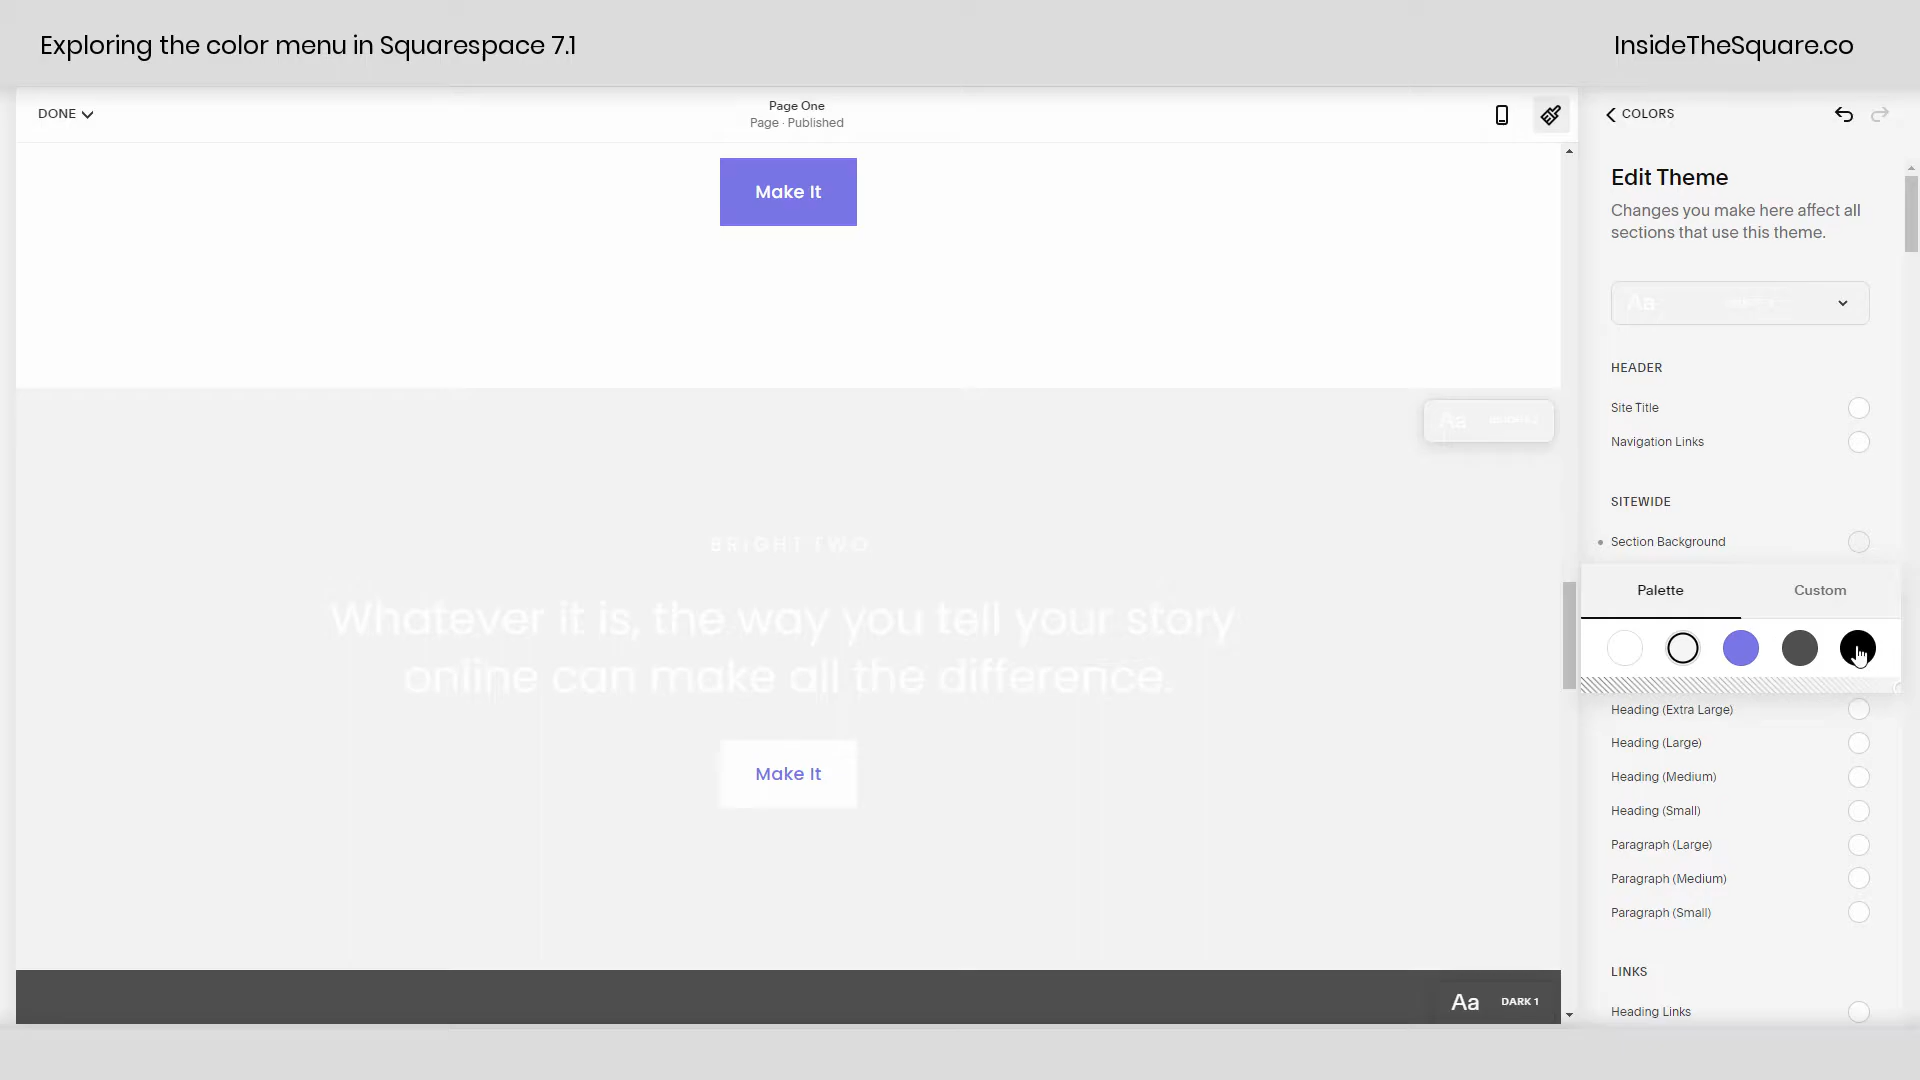 Exploring the color menu in Squarespace 7.1
InsideTheSquare.co
DONE
Page One
Page · Published
COLORS
Make It
Edit Theme
Changes you make here affect all
sections that use this theme.
Aa
HEADER
Site Title
Navigation Links
Aa BRIGHT 2
SITEWIDE
Section Background
BRIGHT TWO
Palette
Custom
Whatever it is, the way you tell your story
online can make all the difference.
Make It
Heading (Extra Large)
Heading (Large)
Heading (Medium)
Heading (Small)
Paragraph (Large)
Paragraph (Medium)
Paragraph (Small)
LINKS
Heading Links
Aa DARK 1